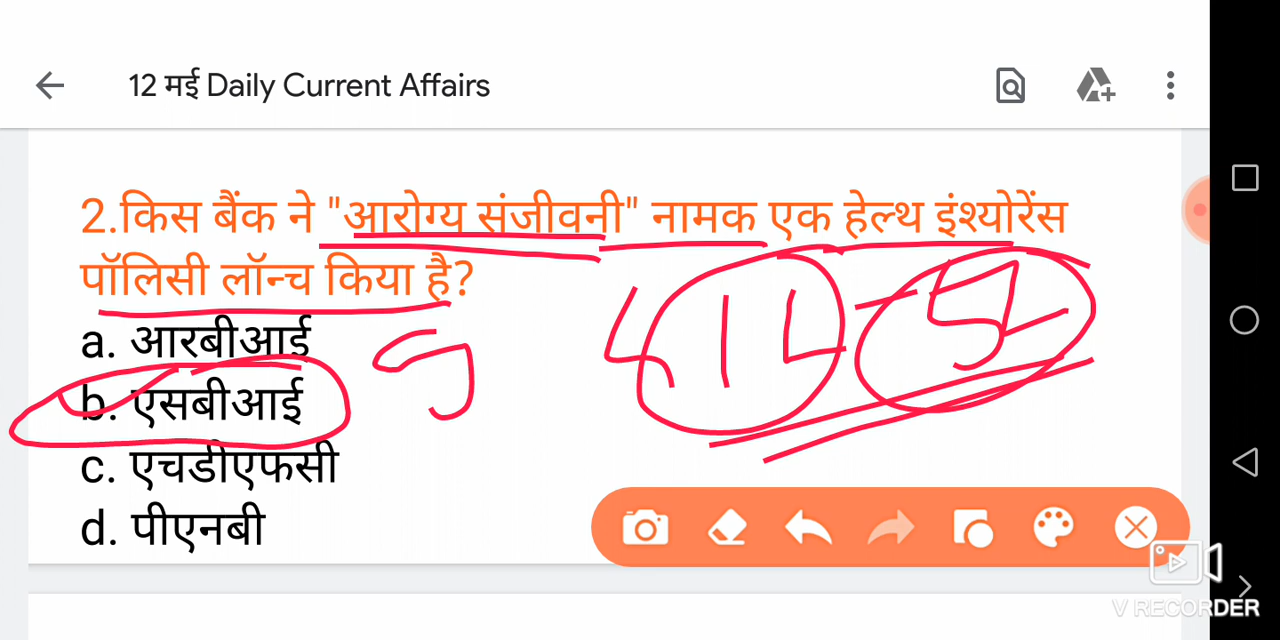 12 मई Daily Current Affairs
2.किस बैंक ने "आरोग्य संजीवनी" नामक एक हेल्थ इंश्योरेंस
पॉलिसी लॉन्च किया है?
a. आरबीआई
b. एसबीआई
c. एचडीएफसी
d. पीएनबी
V RECORDER